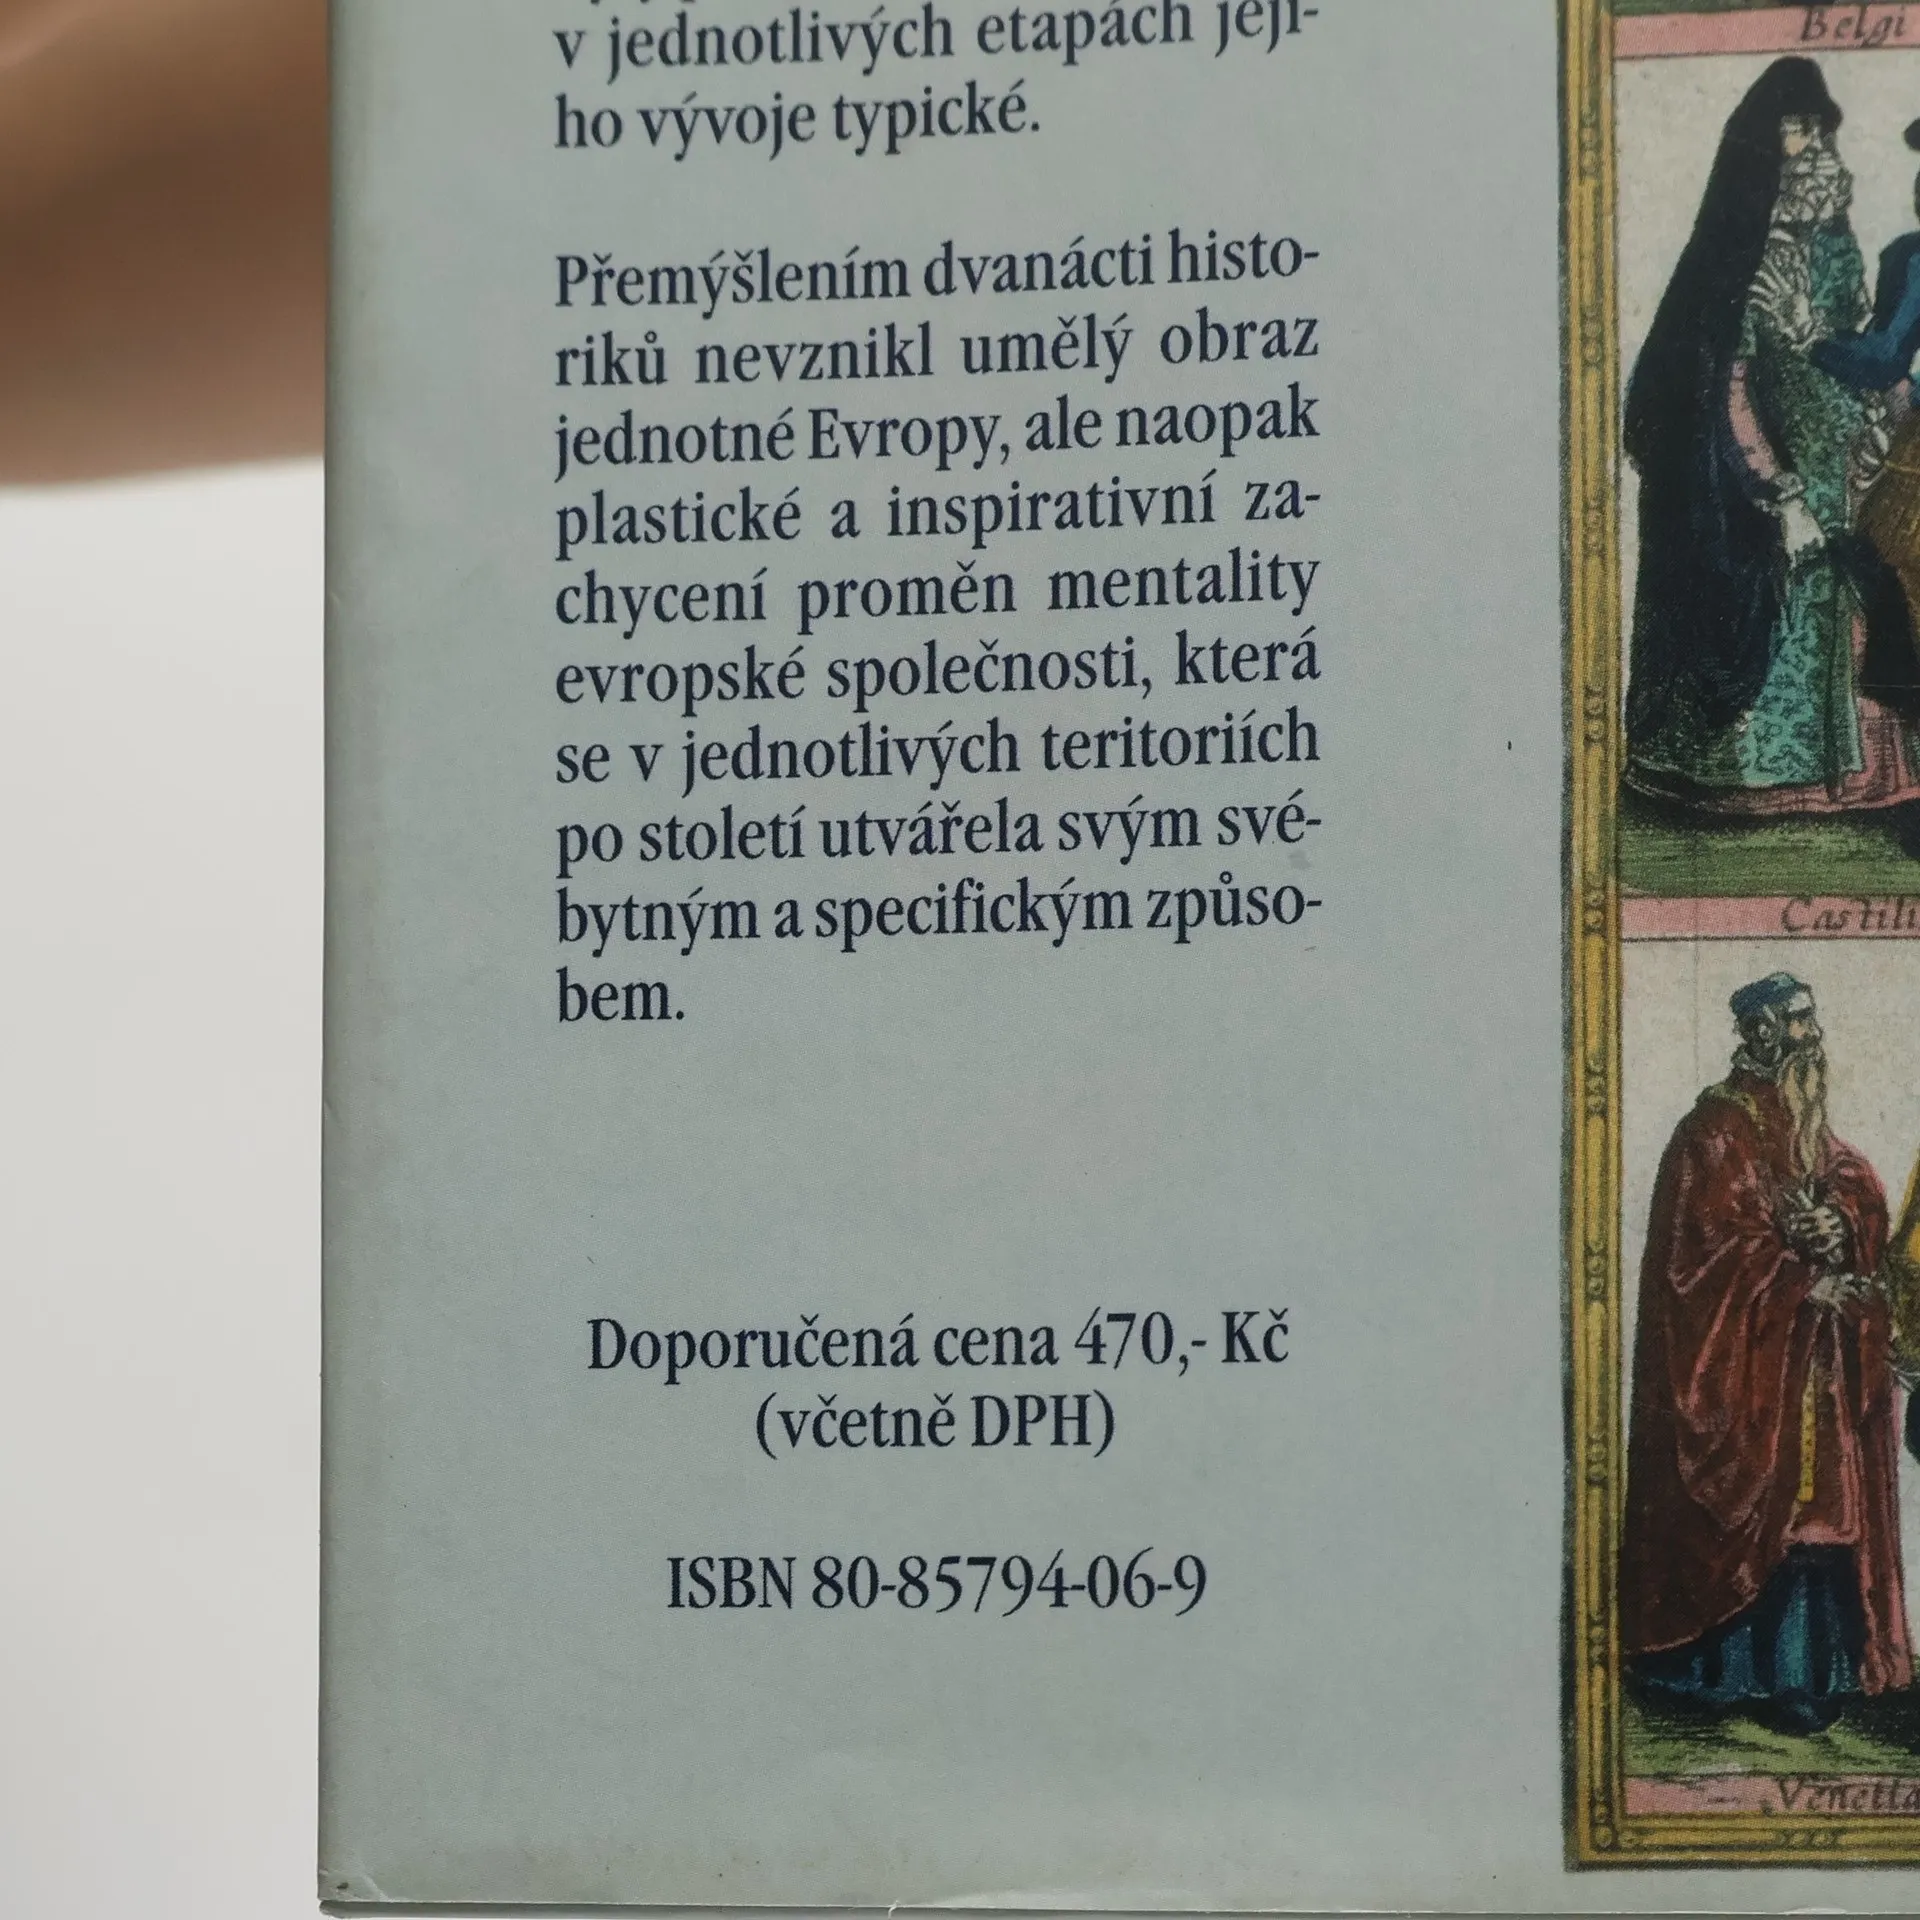 v jednotlivých etapách její-
ho vývoje typické.
Přemýšlením dvanácti histo-
riků nevznikl umělý obraz
jednotné Evropy, ale naopak
plastické a inspirativní za-
chycení proměn mentality
evropské společnosti, která
se v jednotlivých teritoriích
po století utvářela svým své-
bytným a specifickým způso-
bem.
Doporučená cena 470,- Kč
(včetně DPH)
ISBN 80-85794-06-9
Belgi
Castili
Venetia